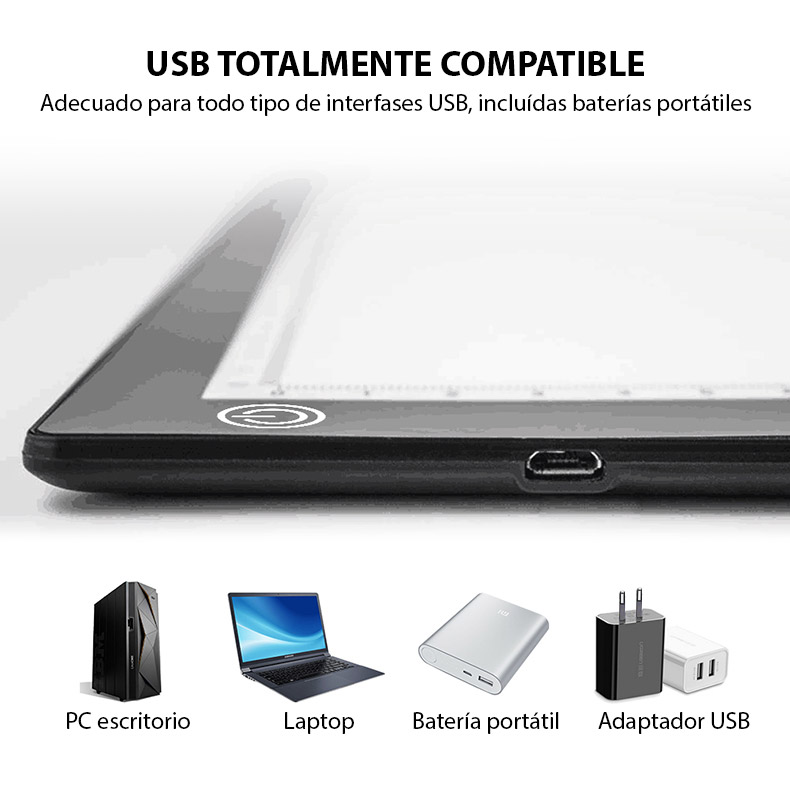 USB TOTALMENTE COMPATIBLE
Adecuado para todo tipo de interfases USB, incluídas baterías portátiles
PC escritorio
Laptop
Batería portátil
Adaptador USB